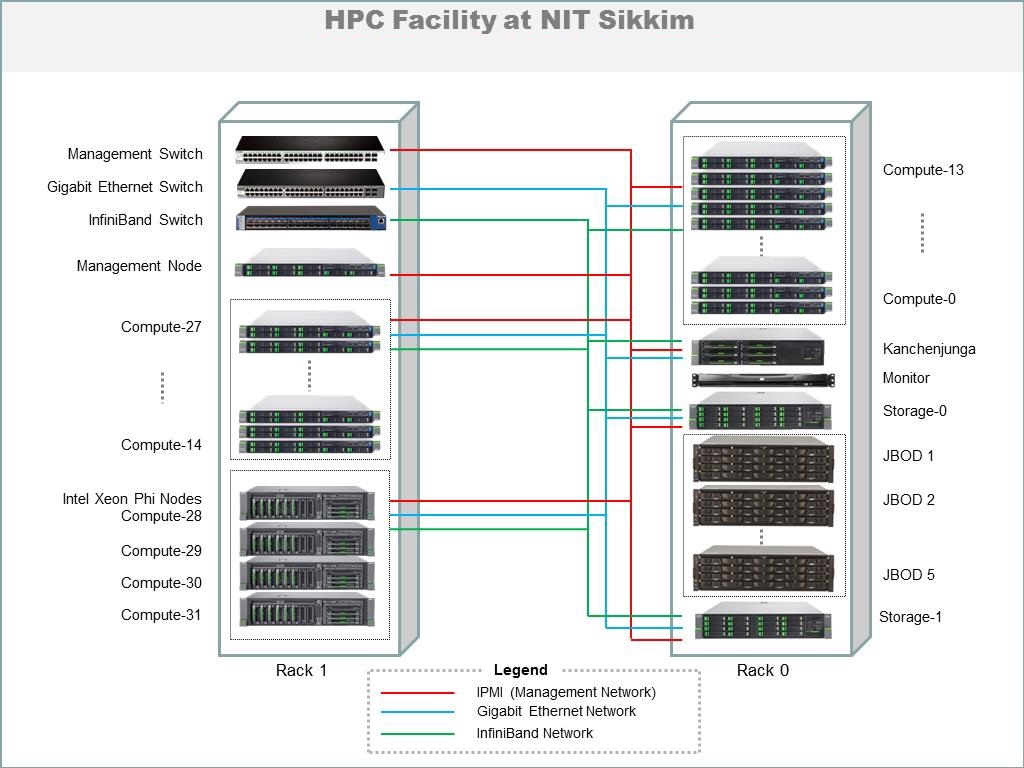 HPC Facility at NIT Sikkim
Management Switch
Gigabit Ethernet Switch
InfiniBand Switch
Management Node
Compute-27
Compute-14
Intel Xeon Phi Nodes
Compute-28
Compute-29
Compute-30
Compute-31
Rack 1
Compute-13
Compute-0
Kanchenjunga
Monitor
Storage-0
JBOD 1
JBOD 2
JBOD 5
Storage-1
Rack 0
Legend
IPMI (Management Network)
Gigabit Ethernet Network
InfiniBand Network